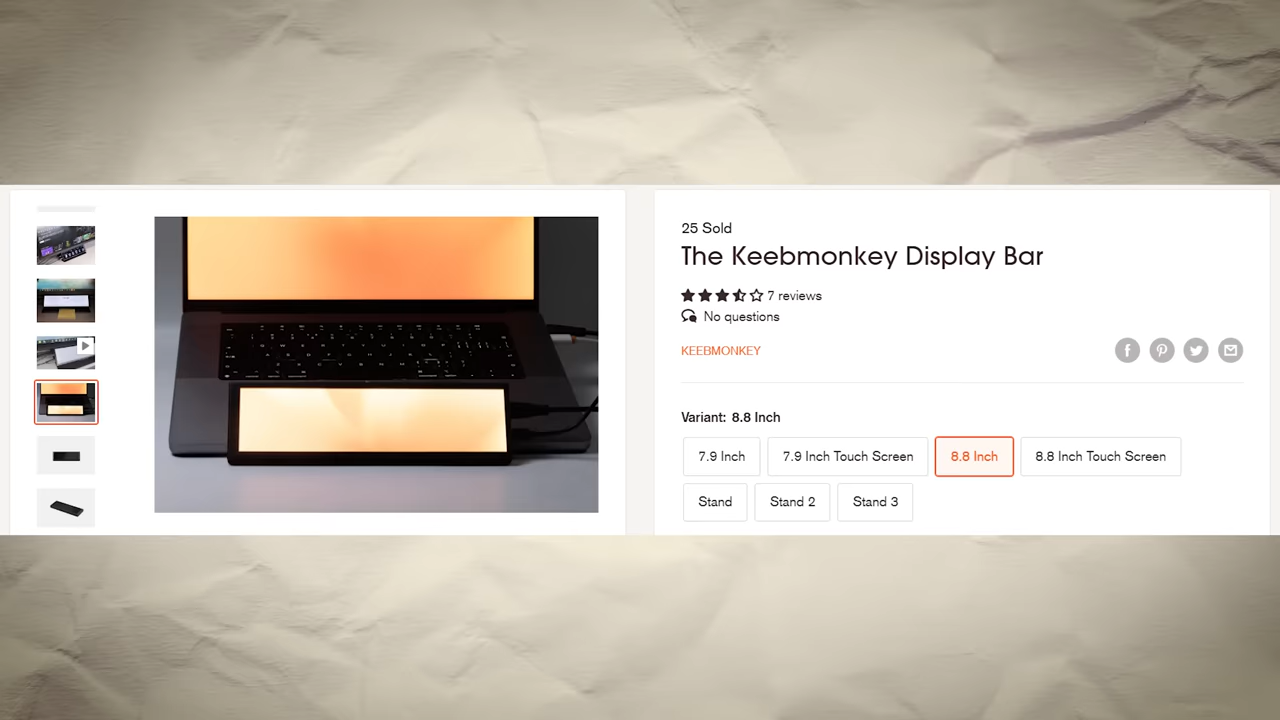 25 Sold
The Keebmonkey Display Bar
7 reviews
No questions
KEEBMONKEY
Variant: 8.8 Inch
7.9 Inch
7.9 Inch Touch Screen
8.8 Inch
8.8 Inch Touch Screen
Stand
Stand 2
Stand 3